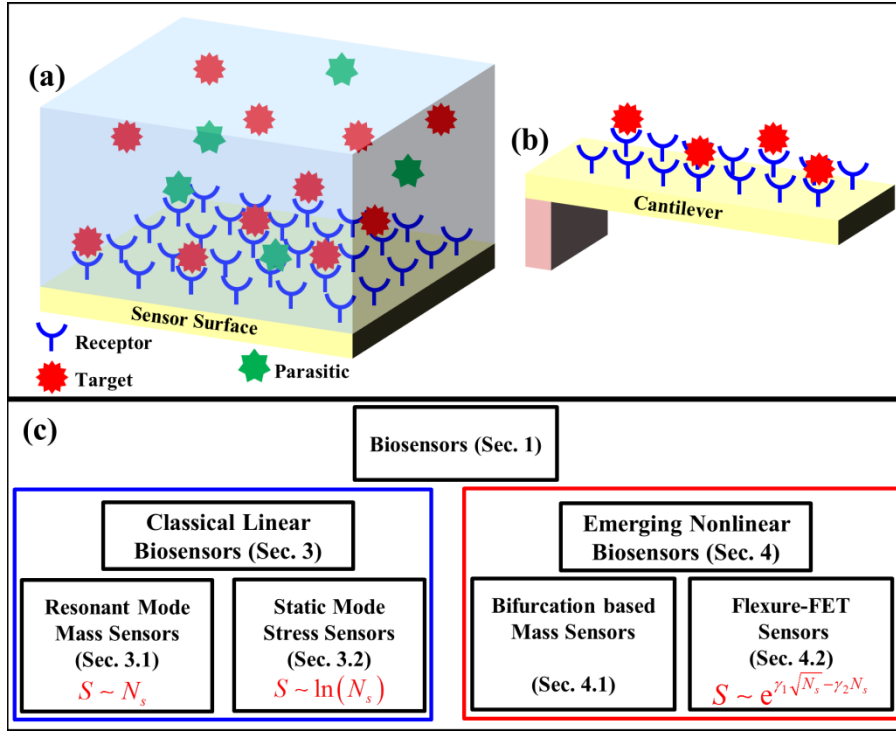 (a)
(b)
Cantilever
Sensor Surface
Receptor
Target
Parasitic
(c)
Biosensors (Sec. 1)
Classical Linear
Biosensors (Sec. 3)
Emerging Nonlinear
Biosensors (Sec. 4)
Resonant Mode
Mass Sensors
(Sec. 3.1)
S ~ N_s
Static Mode
Stress Sensors
(Sec. 3.2)
S ~ ln(N_s)
Bifurcation based
Mass Sensors
(Sec. 4.1)
Flexure-FET
Sensors
(Sec. 4.2)
S ~ e^{γ₁√N_s−γ₂N_s}